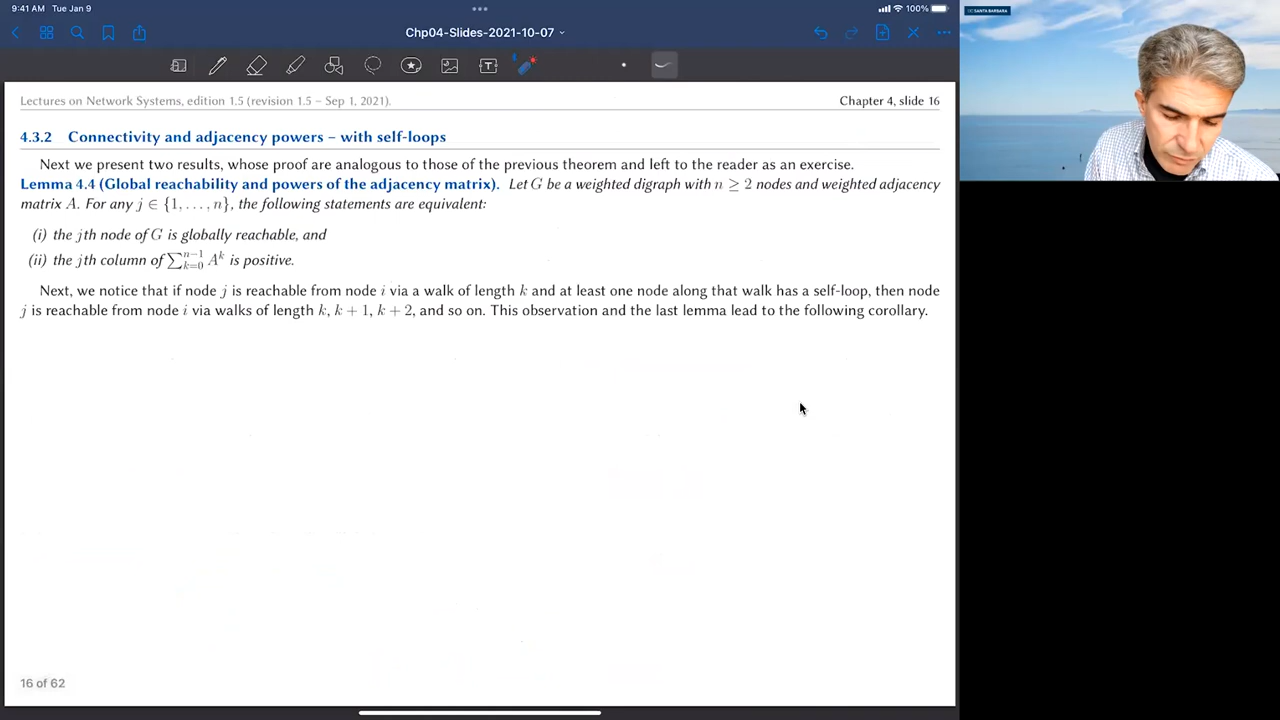 9:41 AM Tue Jan 9
100%
Chp04-Slides-2021-10-07
Lectures on Network Systems, edition 1.5 (revision 1.5 – Sep 1, 2021).
Chapter 4, slide 16
4.3.2 Connectivity and adjacency powers – with self-loops
Next we present two results, whose proof are analogous to those of the previous theorem and left to the reader as an exercise.
Lemma 4.4 (Global reachability and powers of the adjacency matrix). Let G be a weighted digraph with n ≥ 2 nodes and weighted adjacency
matrix A. For any j ∈ {1, . . . , n}, the following statements are equivalent:
(i) the jth node of G is globally reachable, and
(ii) the jth column of ∑_{k=0}^{n−1} A^k is positive.
Next, we notice that if node j is reachable from node i via a walk of length k and at least one node along that walk has a self-loop, then node
j is reachable from node i via walks of length k, k + 1, k + 2, and so on. This observation and the last lemma lead to the following corollary.
16 of 62
UC SANTA BARBARA